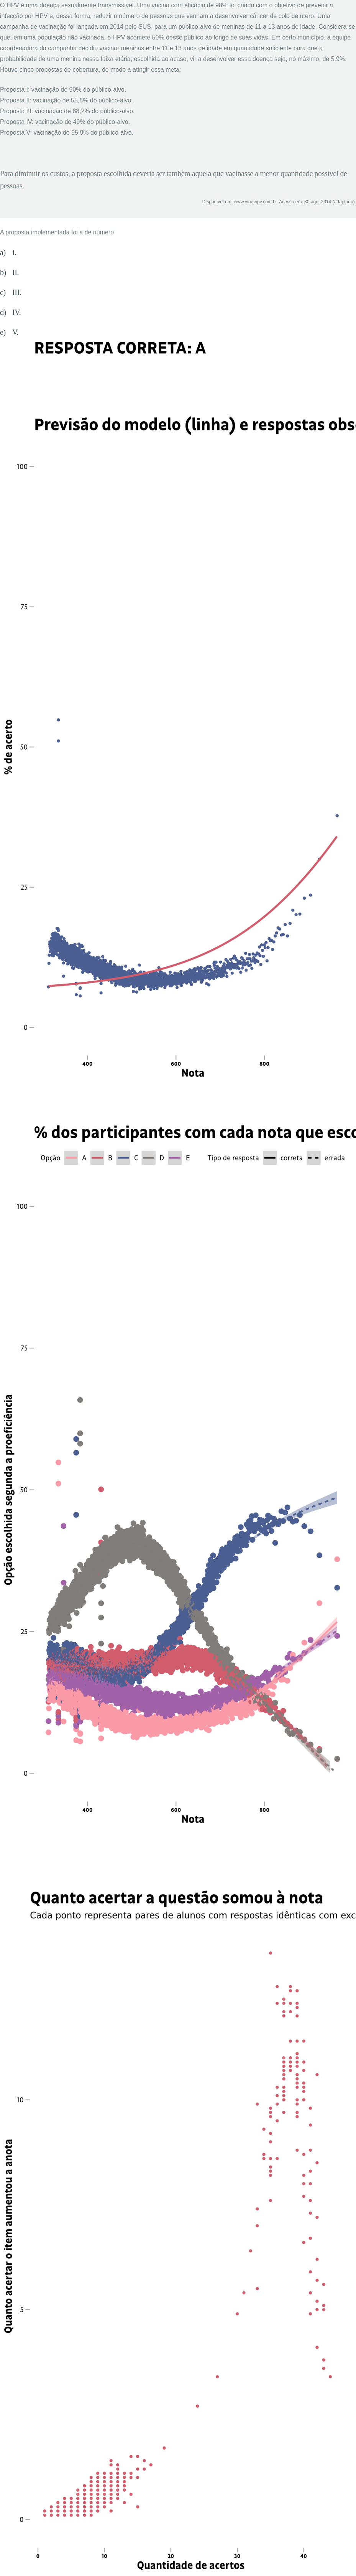 O HPV é uma doença sexualmente transmissível. Uma vacina com eficácia de 98% foi criada com o objetivo de prevenir a
infecção por HPV e, dessa forma, reduzir o número de pessoas que venham a desenvolver câncer de colo de útero. Uma
campanha de vacinação foi lançada em 2014 pelo SUS, para um público-alvo de meninas de 11 a 13 anos de idade. Considera-se
que, em uma população não vacinada, o HPV acomete 50% desse público ao longo de suas vidas. Em certo município, a equipe
coordenadora da campanha decidiu vacinar meninas entre 11 e 13 anos de idade em quantidade suficiente para que a
probabilidade de uma menina nessa faixa etária, escolhida ao acaso, vir a desenvolver essa doença seja, no máximo, de 5,9%.
Houve cinco propostas de cobertura, de modo a atingir essa meta:
Proposta I: vacinação de 90% do público-alvo.
Proposta II: vacinação de 55,8% do público-alvo.
Proposta III: vacinação de 88,2% do público-alvo.
Proposta IV: vacinação de 49% do público-alvo.
Proposta V: vacinação de 95,9% do público-alvo.
Para diminuir os custos, a proposta escolhida deveria ser também aquela que vacinasse a menor quantidade possível de
pessoas.
Disponível em: www.virushpv.com.br. Acesso em: 30 ago. 2014 (adaptado).
A proposta implementada foi a de número
a) I.
b) II.
c) III.
d) IV.
e) V.
RESPOSTA CORRETA: A
Previsão do modelo (linha) e respostas obs
100
75
50
25
0
% de acerto
400 600 800
Nota
% dos participantes com cada nota que esco
Opção A B C D E Tipo de resposta correta errada
100
75
50
25
0
Opção escolhida segunda a proeficiência
400 600 800
Nota
Quanto acertar a questão somou à nota
Cada ponto representa pares de alunos com respostas idênticas com exc
10
5
0
Quanto acertar o item aumentou a anota
0 10 20 30 40
Quantidade de acertos